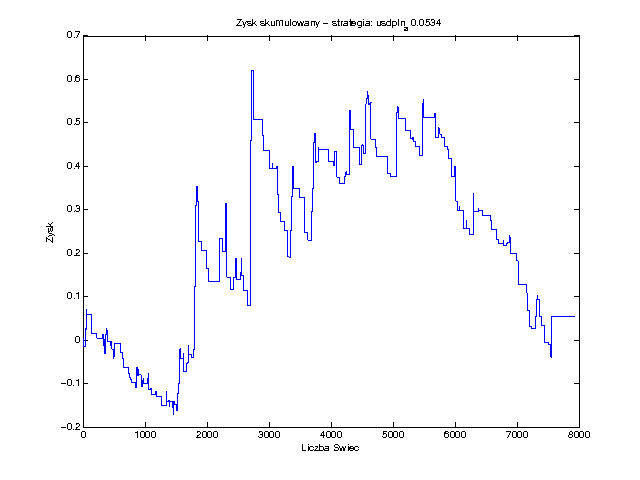 Zysk skumulowany – strategia: usdpln_a 0.0534
0.7
0.6
0.5
0.4
0.3
0.2
0.1
0
−0.1
−0.2
Zysk
0 1000 2000 3000 4000 5000 6000 7000 8000
Liczba Swiec